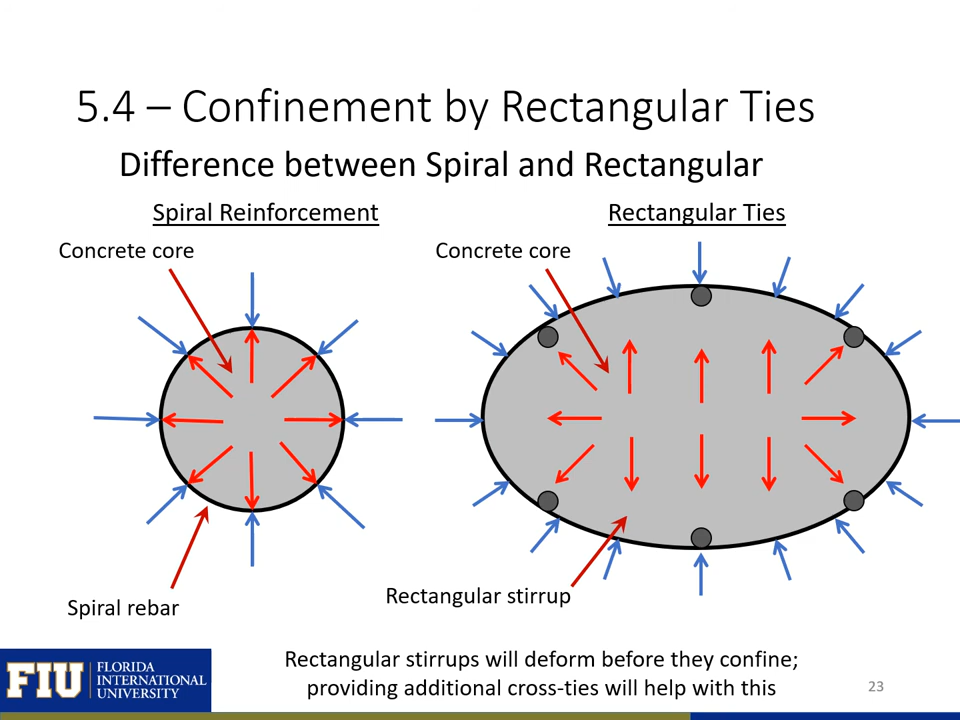 5.4 – Confinement by Rectangular Ties
Difference between Spiral and Rectangular
Spiral Reinforcement
Rectangular Ties
Concrete core
Concrete core
Rectangular stirrup
Spiral rebar
Rectangular stirrups will deform before they confine;
providing additional cross-ties will help with this
FIU
FLORIDA
INTERNATIONAL
UNIVERSITY
23